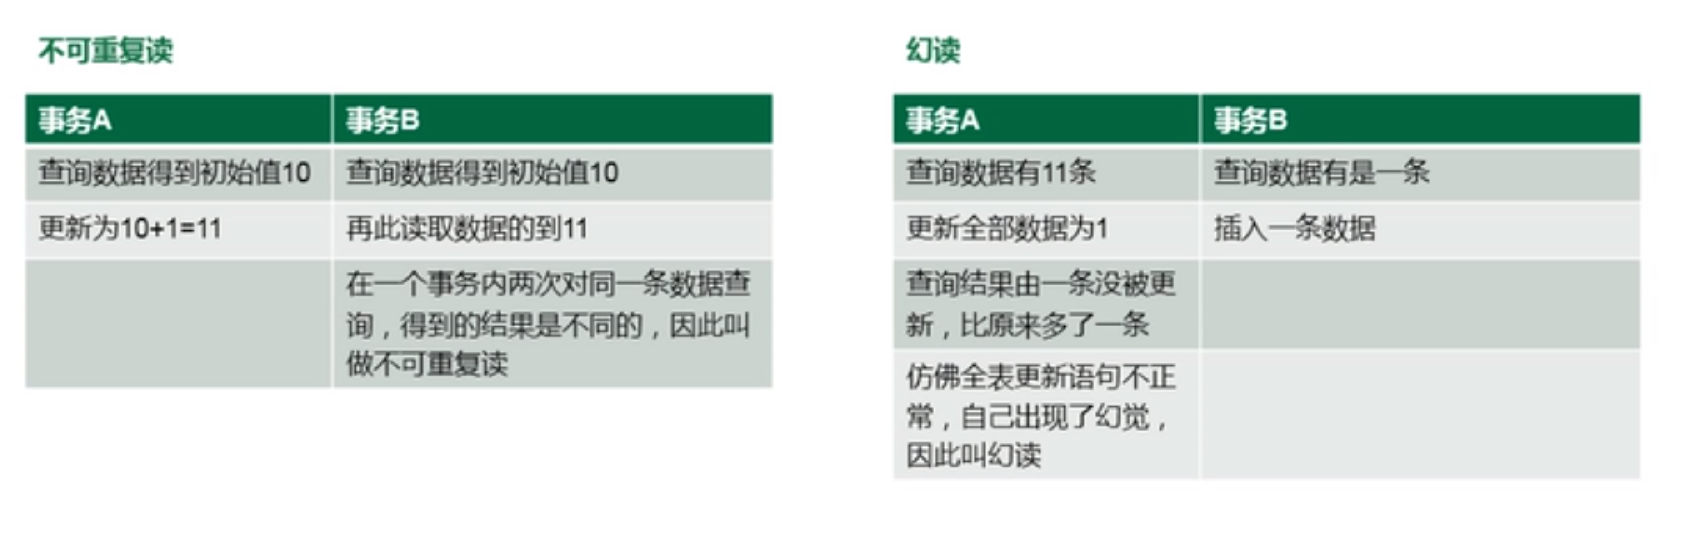 不可重复读
事务A
事务B
查询数据得到初始值10
查询数据得到初始值10
更新为10+1=11
再此读取数据的到11
在一个事务内两次对同一条数据查
询，得到的结果是不同的，因此叫
做不可重复读
幻读
事务A
事务B
查询数据有11条
查询数据有是一条
更新全部数据为1
插入一条数据
查询结果由一条没被更
新，比原来多了一条
仿佛全表更新语句不正
常，自己出现了幻觉，
因此叫幻读